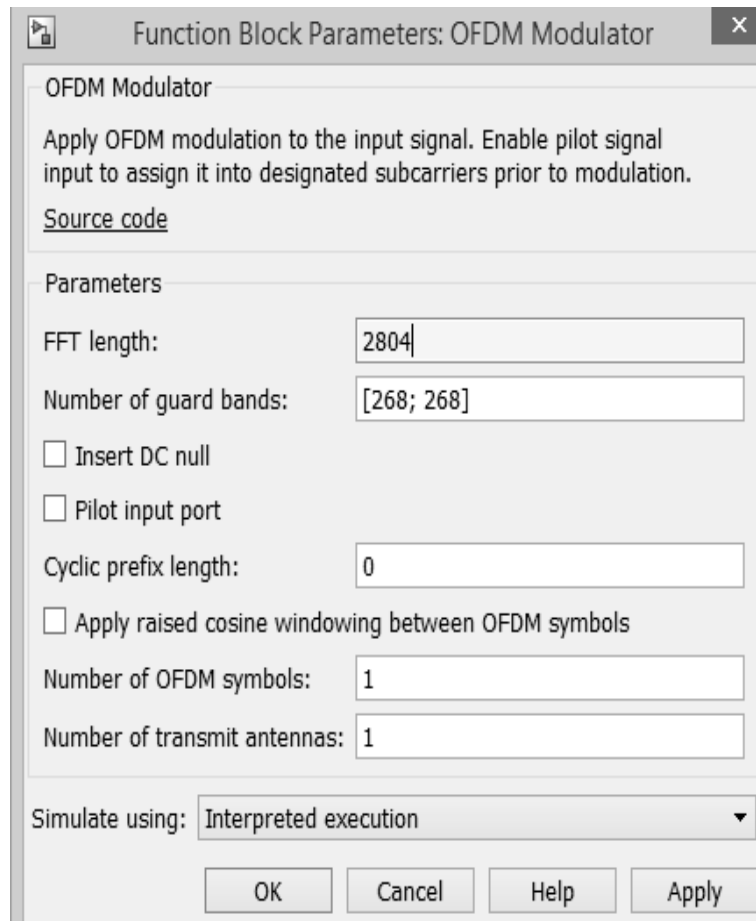 Function Block Parameters: OFDM Modulator
x
OFDM Modulator
Apply OFDM modulation to the input signal. Enable pilot signal
input to assign it into designated subcarriers prior to modulation.
Source code
Parameters
FFT length: 2804
Number of guard bands: [268; 268]
Insert DC null
Pilot input port
Cyclic prefix length: 0
Apply raised cosine windowing between OFDM symbols
Number of OFDM symbols: 1
Number of transmit antennas: 1
Simulate using: Interpreted execution
OK Cancel Help Apply